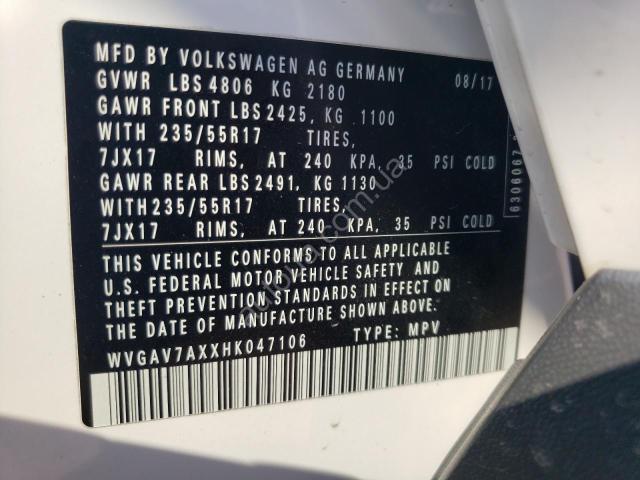 MFD BY VOLKSWAGEN AG GERMANY 08/17
GVWR LBS 4806 KG 2180
GAWR FRONT LBS 2425, KG 1100
WITH 235/55R17 TIRES,
7JX17 RIMS, AT 240 KPA, 35 PSI COLD
GAWR REAR LBS 2491, KG 1130
WITH 235/55R17 TIRES,
7JX17 RIMS, AT 240 KPA, 35 PSI COLD
THIS VEHICLE CONFORMS TO ALL APPLICABLE
U.S. FEDERAL MOTOR VEHICLE SAFETY AND
THEFT PREVENTION STANDARDS IN EFFECT ON
THE DATE OF MANUFACTURE SHOWN ABOVE.
WVGAV7AXXHK047106 TYPE: MPV